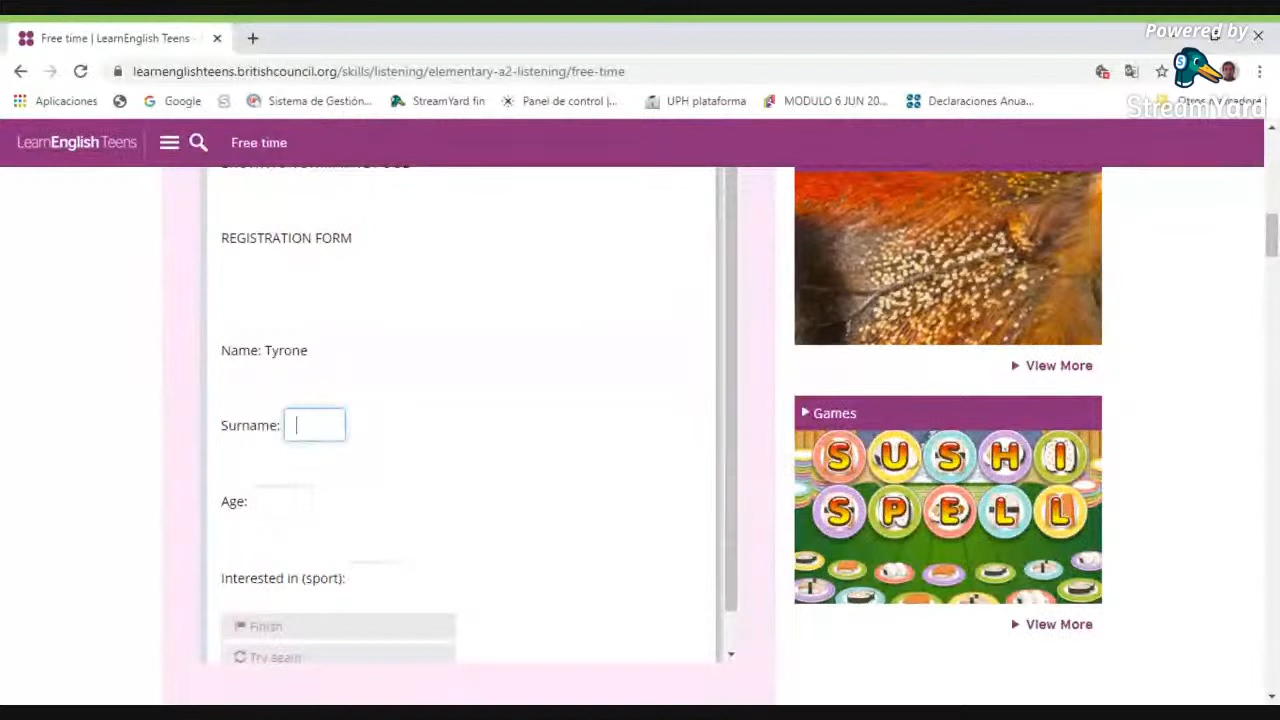 Powered by
Free time | LearnEnglish Teens -
learnenglishteens.britishcouncil.org/skills/listening/elementary-a2-listening/free-time
StreamYard
Aplicaciones
Google
Sistema de Gestión...
StreamYard fin
Panel de control |...
UPH plataforma
MODULO 6 JUN 20...
Declaraciones Anua...
LearnEnglish Teens
Free time
REGISTRATION FORM
Name: Tyrone
View More
Surname:
Games
SUSHI
SPELL
Age:
Interested in (sport):
Finish
Try again
View More